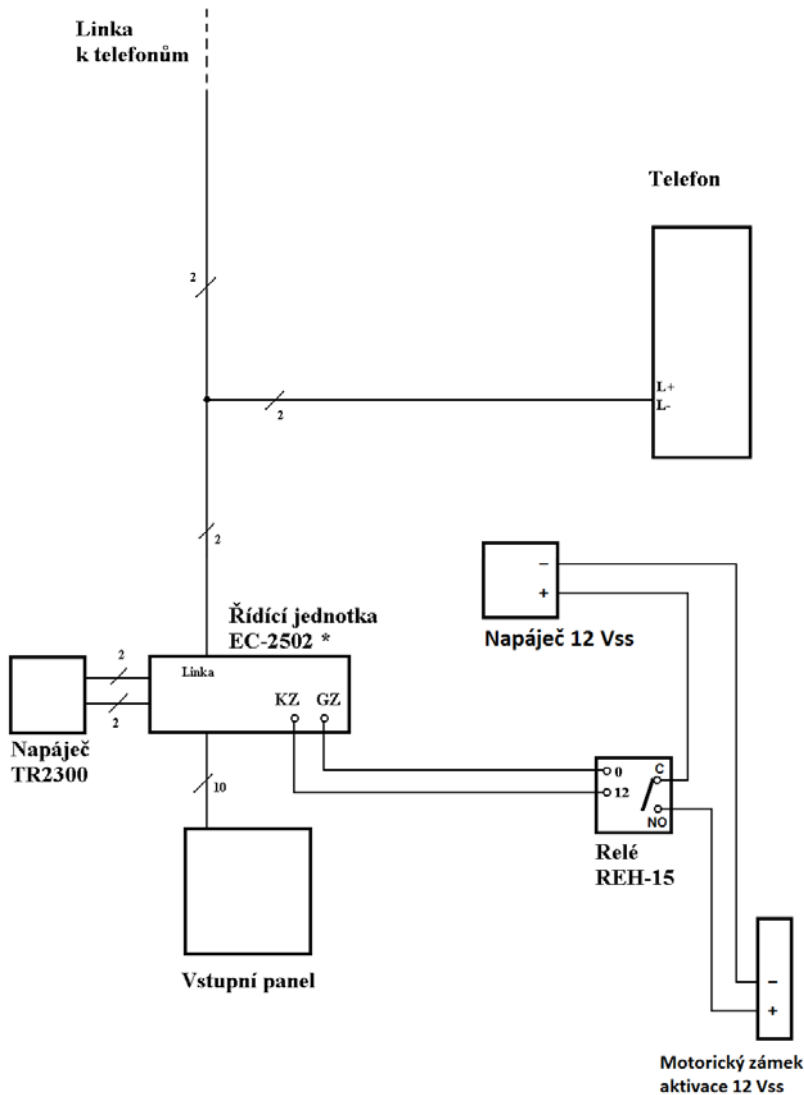 Linka
k telefonům
Telefon
2
L+
L-
2
2
Řídící jednotka
EC-2502 *
Linka
KZ GZ
2
2
Napáječ
TR2300
10
Vstupní panel
–
+
Napáječ 12 Vss
0
12
C
NO
Relé
REH-15
–
+
Motorický zámek
aktivace 12 Vss